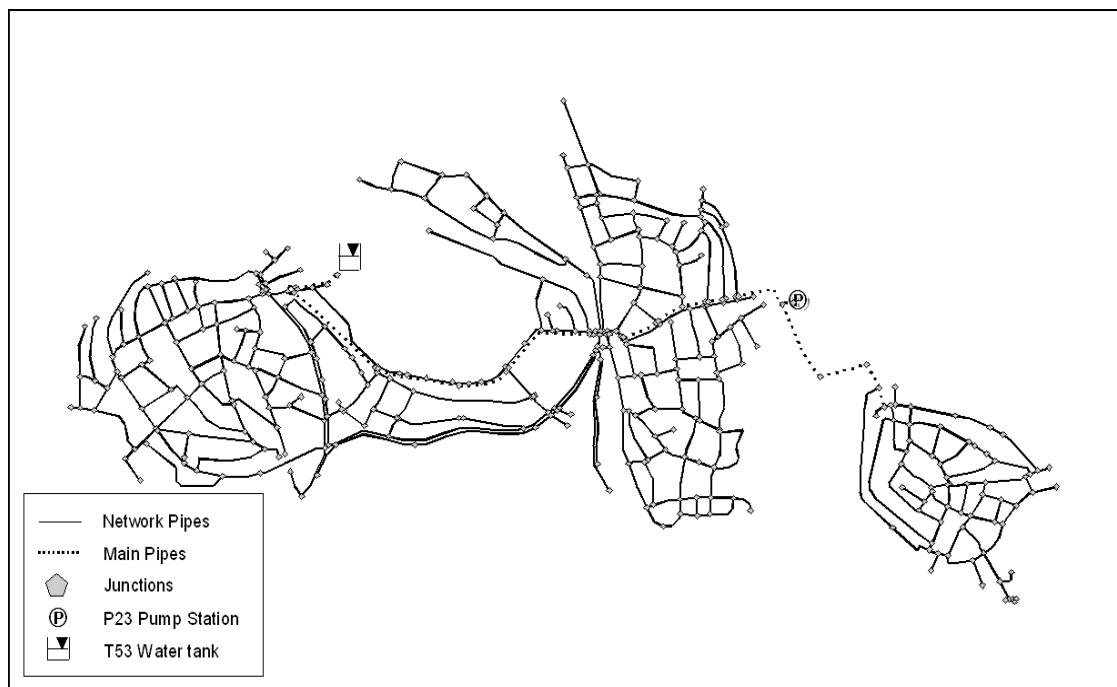 P
Network Pipes
Main Pipes
Junctions
P P23 Pump Station
T53 Water tank